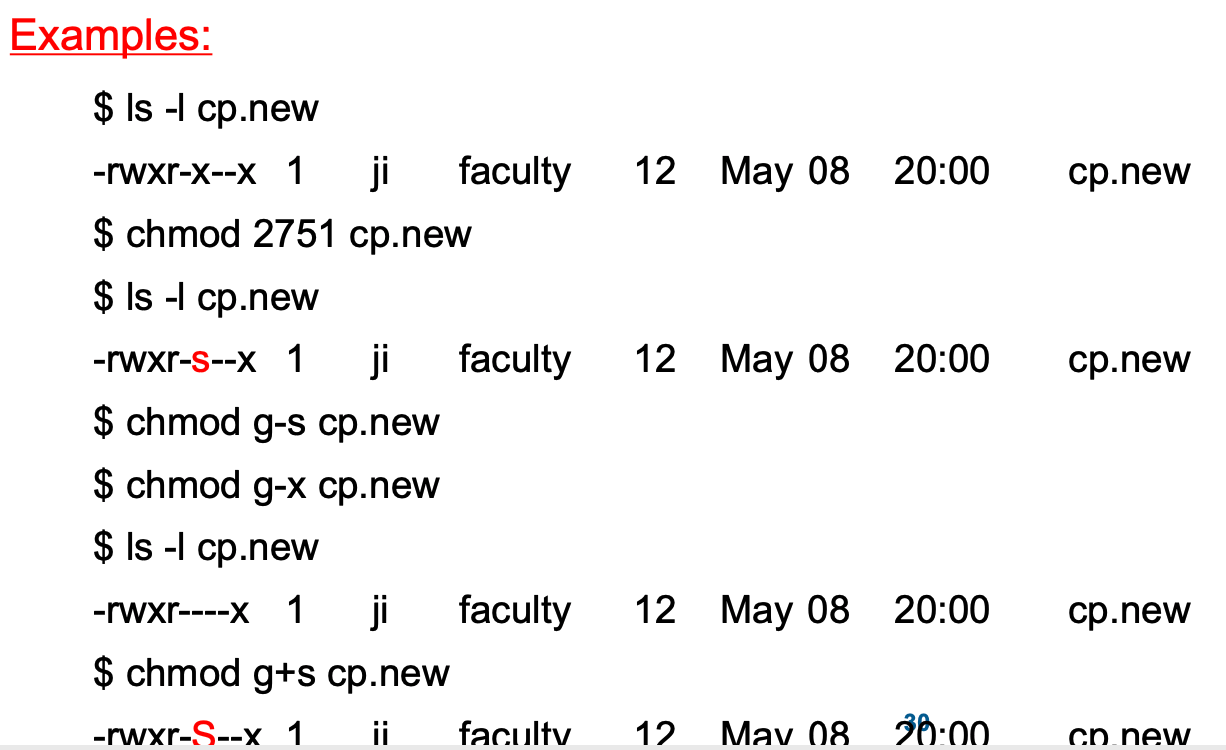 Examples:
$ ls -l cp.new
-rwxr-x--x 1 ji faculty 12 May 08 20:00 cp.new
$ chmod 2751 cp.new
$ ls -l cp.new
-rwxr-s--x 1 ji faculty 12 May 08 20:00 cp.new
$ chmod g-s cp.new
$ chmod g-x cp.new
$ ls -l cp.new
-rwxr----x 1 ji faculty 12 May 08 20:00 cp.new
$ chmod g+s cp.new
30
-rwxr-S--x 1 ji faculty 12 May 08 20:00 cp.new